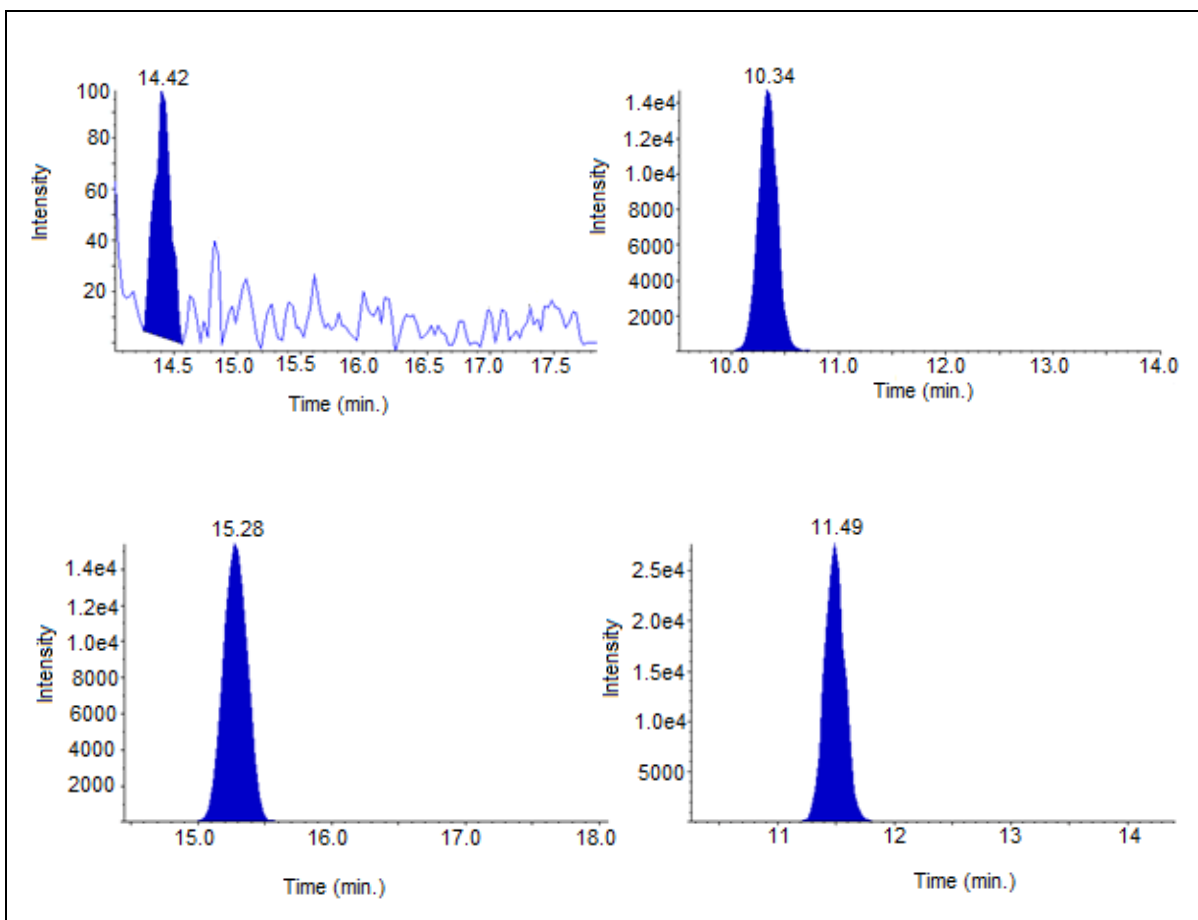 14.42
100
80
60
40
20
Intensity
14.5 15.0 15.5 16.0 16.5 17.0 17.5
Time (min.)
10.34
1.4e4
1.2e4
1.0e4
8000
6000
4000
2000
Intensity
10.0 11.0 12.0 13.0 14.0
Time (min.)
15.28
1.4e4
1.2e4
1.0e4
8000
6000
4000
2000
Intensity
15.0 16.0 17.0 18.0
Time (min.)
11.49
2.5e4
2.0e4
1.5e4
1.0e4
5000
Intensity
11 12 13 14
Time (min.)